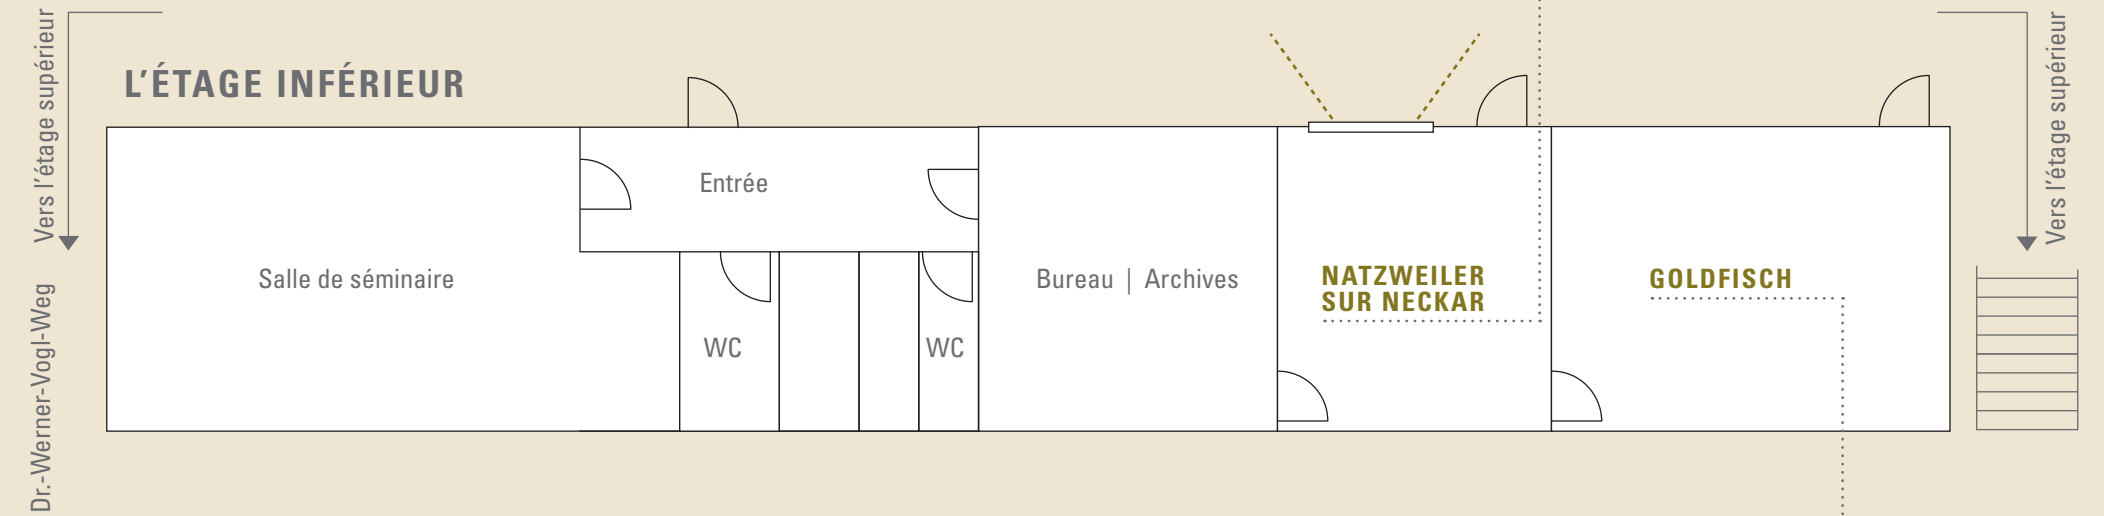 Vers l’étage supérieur
Dr.-Werner-Vogl-Weg
L’ÉTAGE INFÉRIEUR
Salle de séminaire
Entrée
WC
WC
Bureau | Archives
NATZWEILER
SUR NECKAR
GOLDFISCH
Vers l’étage supérieur